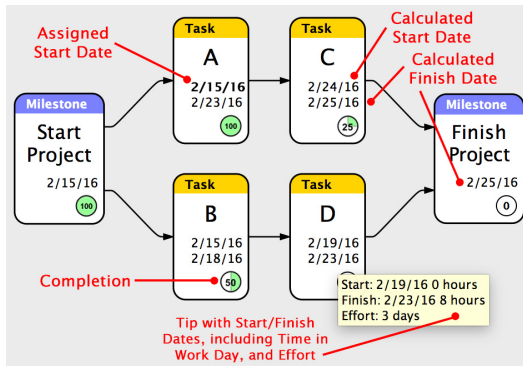 Assigned
Start Date
Task
A
2/15/16
2/23/16
100
Task
C
2/24/16
2/25/16
25
Calculated
Start Date
Calculated
Finish Date
Milestone
Start
Project
2/15/16
100
Milestone
Finish
Project
2/25/16
0
Task
B
2/15/16
2/18/16
50
Task
D
2/19/16
2/23/16
Completion
Start: 2/19/16 0 hours
Finish: 2/23/16 8 hours
Effort: 3 days
Tip with Start/Finish
Dates, including Time in
Work Day, and Effort